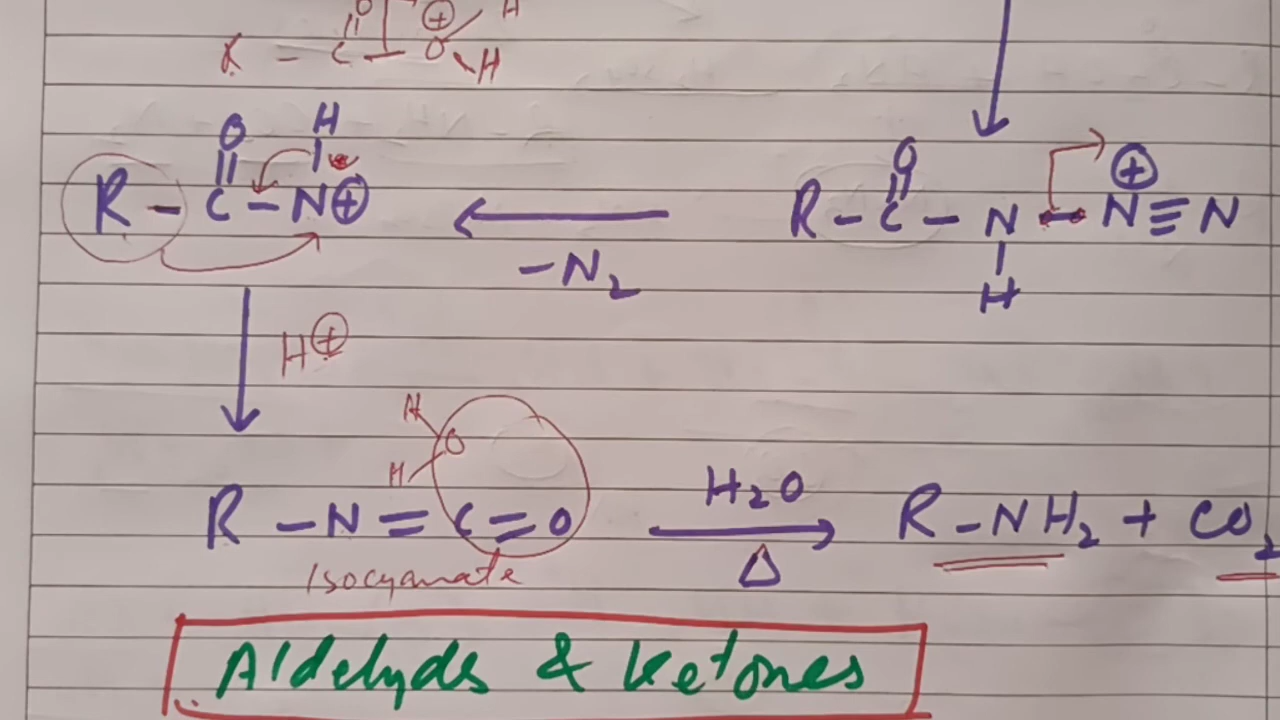 O ⊕ H
R – C – O – H
O H
R – C – N⊕
O ⊕
R – C – N – N ≡ N
H
– N₂
H⊕
H
O
H
R – N = C = O
H₂O
Δ
R – NH₂ + CO₂
Isocyanate
Aldehyds & Ketones